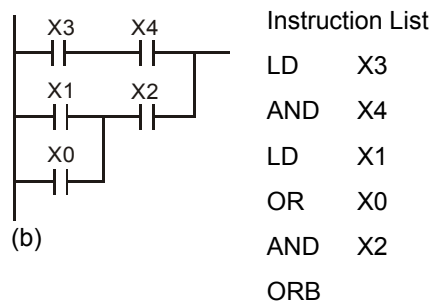 X3 X4
X1 X2
X0
(b)
Instruction List
LD X3
AND X4
LD X1
OR X0
AND X2
ORB